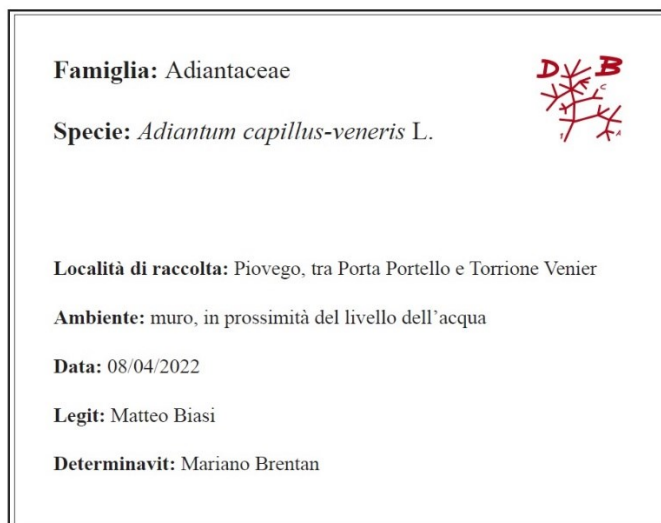 Famiglia: Adiantaceae
D B
Specie: Adiantum capillus-veneris L.
Località di raccolta: Piovego, tra Porta Portello e Torrione Venier
Ambiente: muro, in prossimità del livello dell’acqua
Data: 08/04/2022
Legit: Matteo Biasi
Determinavit: Mariano Brentan